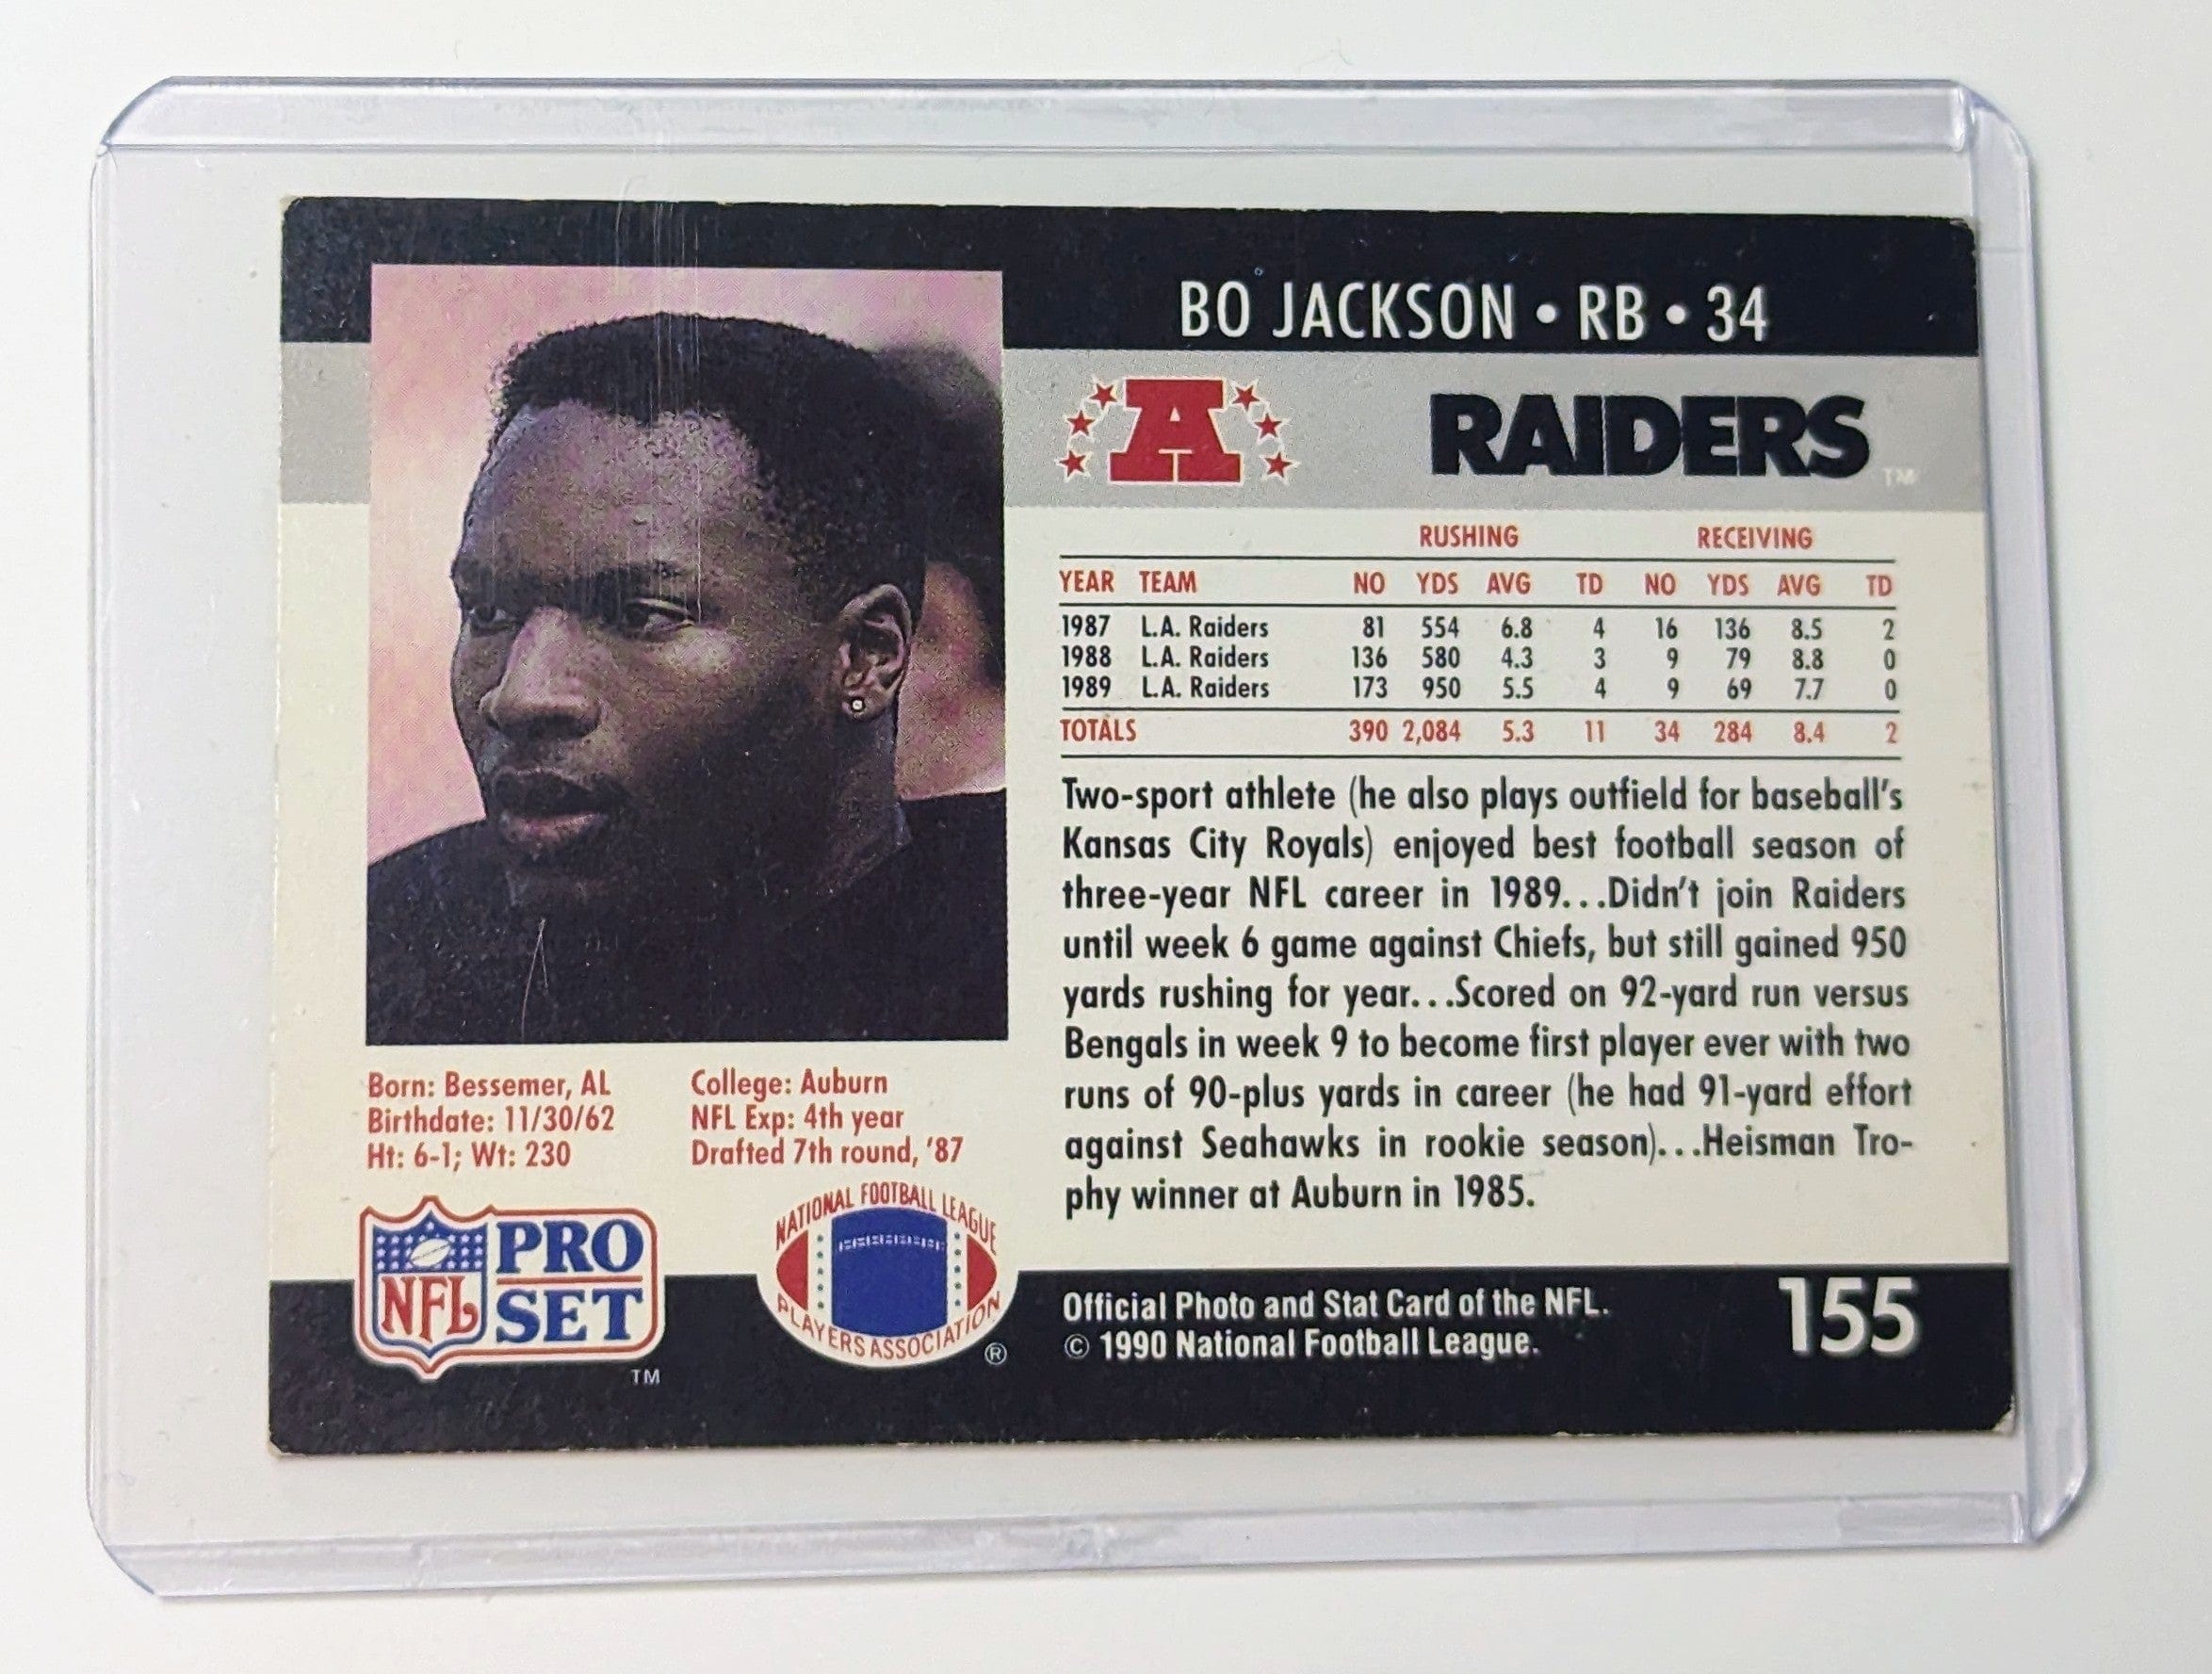 BO JACKSON • RB • 34
A
RAIDERS
TM
RUSHING RECEIVING
YEAR TEAM NO YDS AVG TD NO YDS AVG TD
1987 L.A. Raiders 81 554 6.8 4 16 136 8.5 2
1988 L.A. Raiders 136 580 4.3 3 9 79 8.8 0
1989 L.A. Raiders 173 950 5.5 4 9 69 7.7 0
TOTALS 390 2,084 5.3 11 34 284 8.4 2
Two-sport athlete (he also plays outfield for baseball's
Kansas City Royals) enjoyed best football season of
three-year NFL career in 1989...Didn't join Raiders
until week 6 game against Chiefs, but still gained 950
yards rushing for year...Scored on 92-yard run versus
Bengals in week 9 to become first player ever with two
runs of 90-plus yards in career (he had 91-yard effort
against Seahawks in rookie season)...Heisman Tro-
phy winner at Auburn in 1985.
Born: Bessemer, AL
Birthdate: 11/30/62
Ht: 6-1; Wt: 230
College: Auburn
NFL Exp: 4th year
Drafted 7th round, '87
NFL PRO SET
TM
NATIONAL FOOTBALL LEAGUE
PLAYERS ASSOCIATION
®
Official Photo and Stat Card of the NFL.
© 1990 National Football League.
155